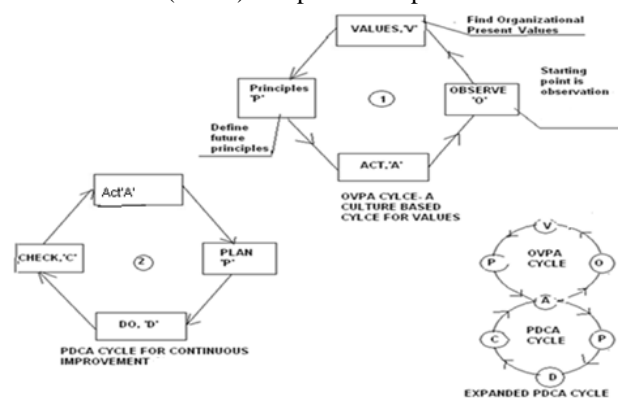 VALUES,'V'
Find Organizational
Present Values
Principles
'P'
1
OBSERVE
'O'
Starting
point is
observation
Define
future
principles
ACT,'A'
OVPA CYLCE- A
CULTURE BASED
CYLCE FOR VALUES
Act'A'
CHECK,'C'
2
PLAN
'P'
DO, 'D'
PDCA CYCLE FOR CONTINUOUS
IMPROVEMENT
V
P
OVPA
CYCLE
O
A
C
PDCA
CYCLE
P
D
EXPANDED PDCA CYCLE